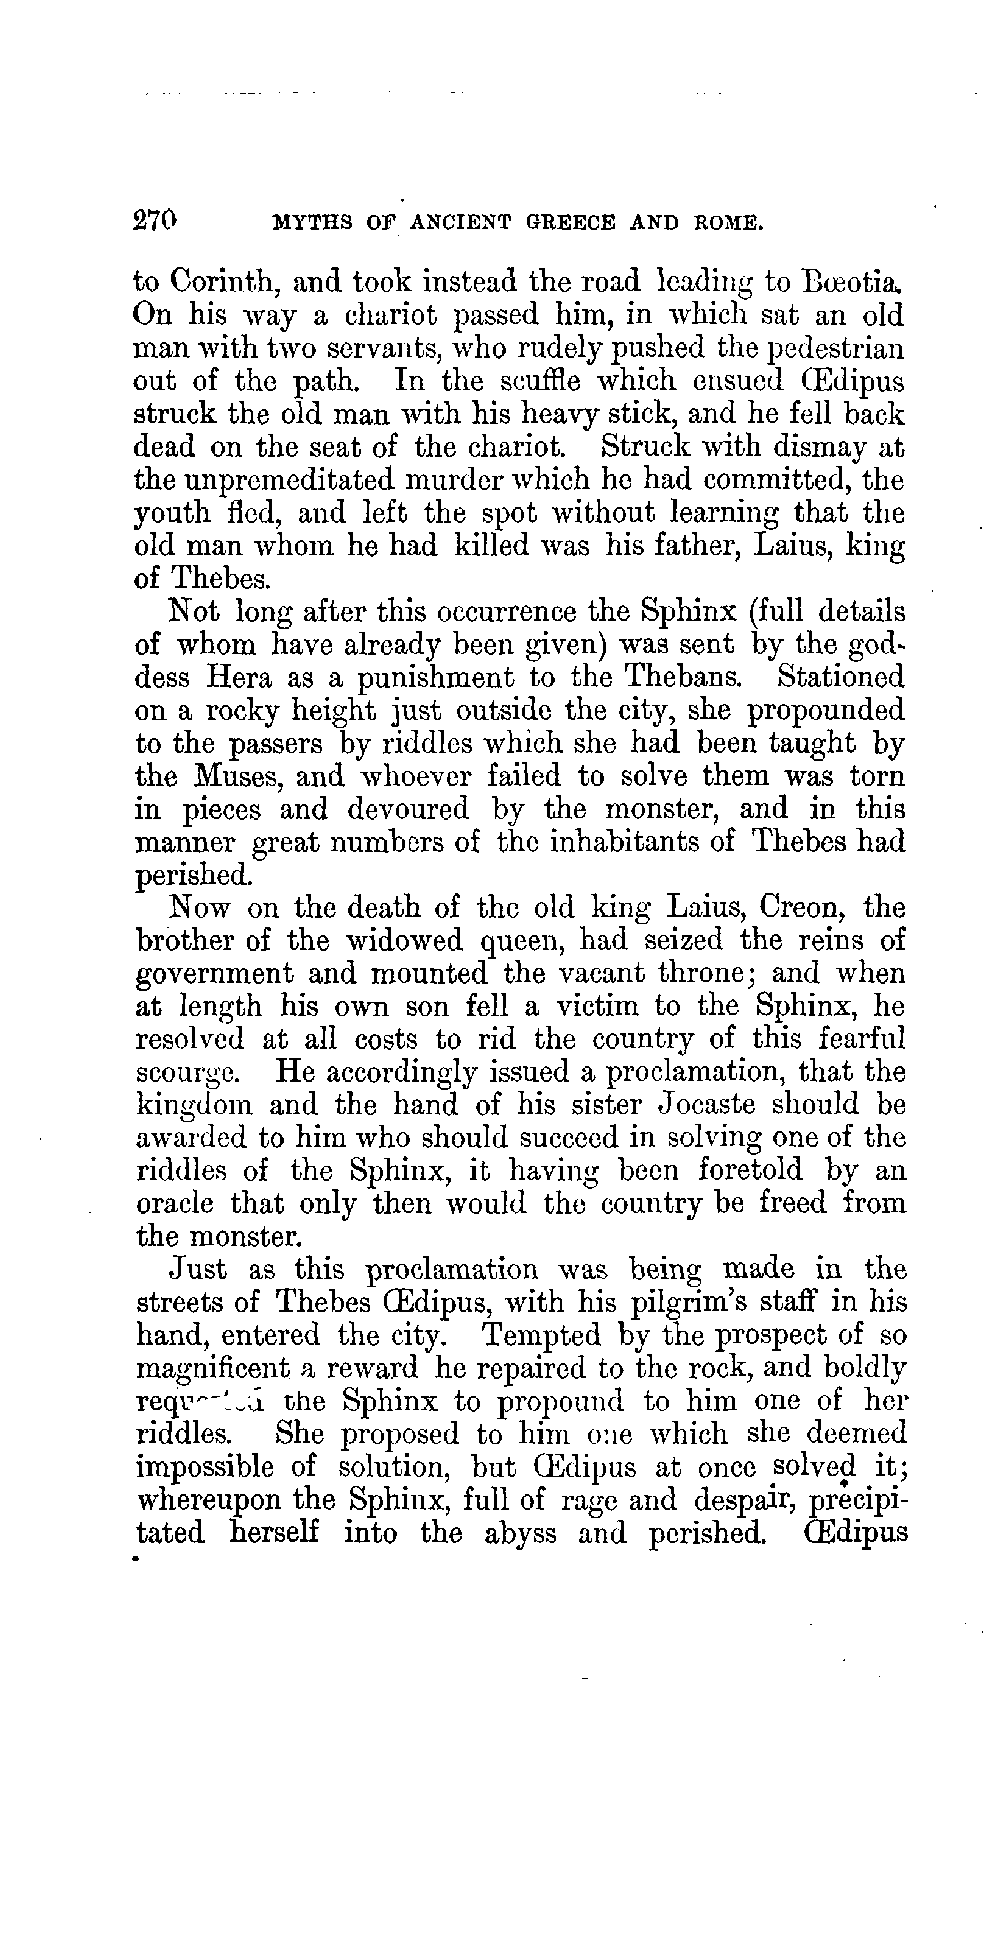 270 MYTHS OF ANCIENT GREECE AND ROME.
to Corinth, and took instead the road leading to Bœotia.
On his way a chariot passed him, in which sat an old
man with two servants, who rudely pushed the pedestrian
out of the path. In the scuffle which ensued Œdipus
struck the old man with his heavy stick, and he fell back
dead on the seat of the chariot. Struck with dismay at
the unpremeditated murder which he had committed, the
youth fled, and left the spot without learning that the
old man whom he had killed was his father, Laius, king
of Thebes.
Not long after this occurrence the Sphinx (full details
of whom have already been given) was sent by the god-
dess Hera as a punishment to the Thebans. Stationed
on a rocky height just outside the city, she propounded
to the passers by riddles which she had been taught by
the Muses, and whoever failed to solve them was torn
in pieces and devoured by the monster, and in this
manner great numbers of the inhabitants of Thebes had
perished.
Now on the death of the old king Laius, Creon, the
brother of the widowed queen, had seized the reins of
government and mounted the vacant throne; and when
at length his own son fell a victim to the Sphinx, he
resolved at all costs to rid the country of this fearful
scourge. He accordingly issued a proclamation, that the
kingdom and the hand of his sister Jocaste should be
awarded to him who should succeed in solving one of the
riddles of the Sphinx, it having been foretold by an
oracle that only then would the country be freed from
the monster.
Just as this proclamation was being made in the
streets of Thebes Œdipus, with his pilgrim's staff in his
hand, entered the city. Tempted by the prospect of so
magnificent a reward he repaired to the rock, and boldly
the Sphinx to propound to him one of her
riddles. She proposed to him one which she deemed
impossible of solution, but Œdipus at once solved it;
whereupon the Sphinx, full of rage and despair, precipi-
tated herself into the abyss and perished. Œdipus